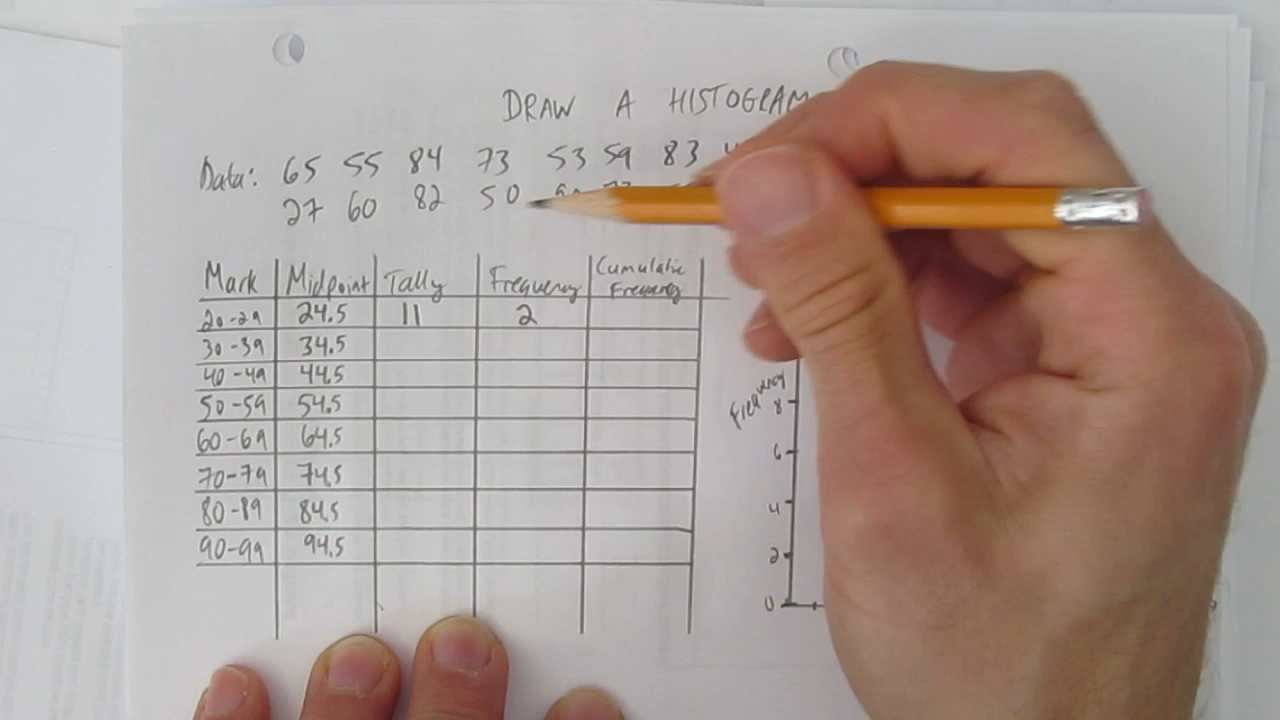 DRAW A HISTOGRAM
Data: 65 55 84 73 53 59 83
27 60 82 50
Mark Midpoint Tally Frequency Cumulative Frequency
20-29 24.5 11 2
30-39 34.5
40-49 44.5
50-59 54.5
60-69 64.5
70-79 74.5
80-89 84.5
90-99 94.5
Frequency
8
6
4
2
0